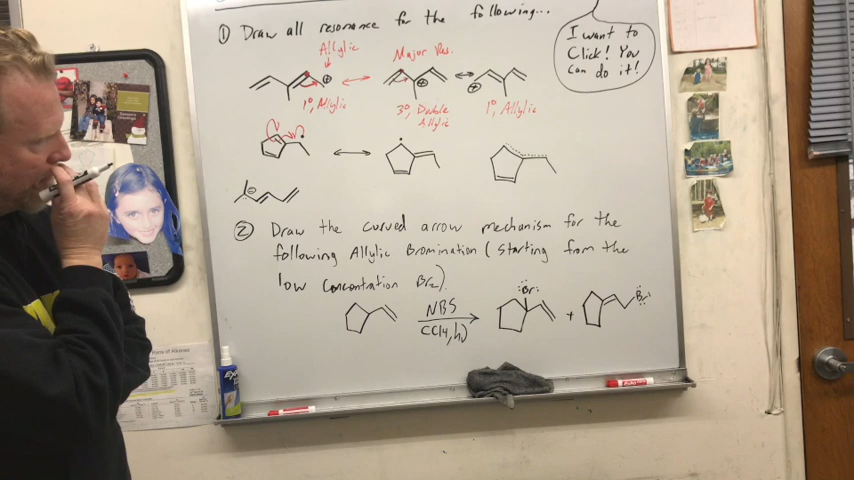 ① Draw all resonance for the following...
I want to
Click! You
Can do it!
Allylic
Major Res.
1°, Allylic
3°, Double
Allylic
1°, Allylic
② Draw the curved arrow mechanism for the
following Allylic Bromination (starting from the
low concentration Br₂).
:Br:
Br:
NBS
CCl4, hν
+